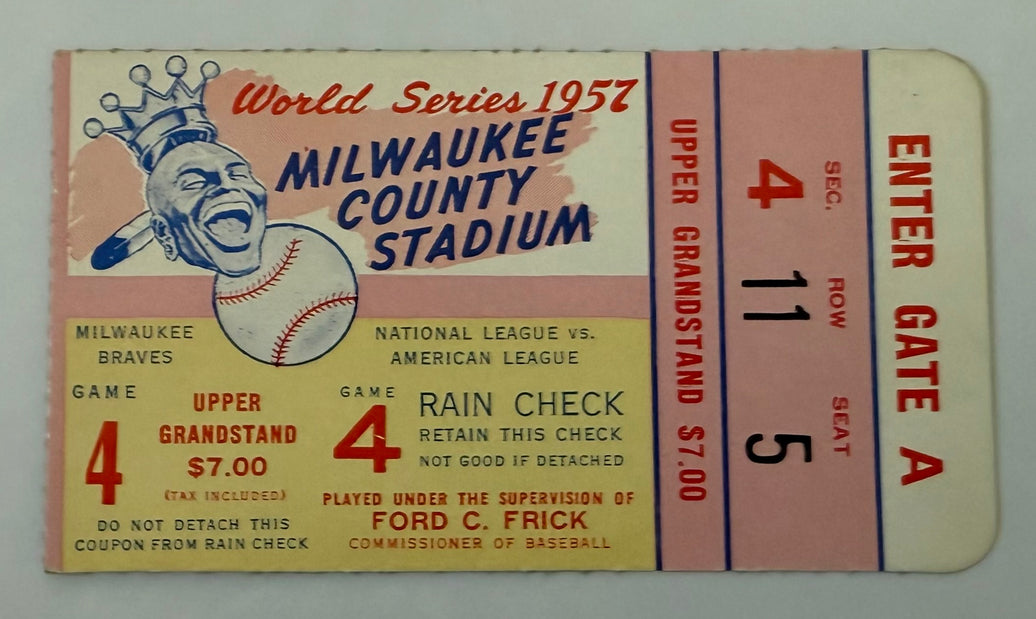 World Series 1957
MILWAUKEE
COUNTY
STADIUM
MILWAUKEE
BRAVES
NATIONAL LEAGUE vs.
AMERICAN LEAGUE
GAME
4
UPPER
GRANDSTAND
$7.00
(TAX INCLUDED)
DO NOT DETACH THIS
COUPON FROM RAIN CHECK
GAME
4
RAIN CHECK
RETAIN THIS CHECK
NOT GOOD IF DETACHED
PLAYED UNDER THE SUPERVISION OF
FORD C. FRICK
COMMISSIONER OF BASEBALL
UPPER GRANDSTAND $7.00
SEC. ROW SEAT
4 11 5
ENTER GATE A